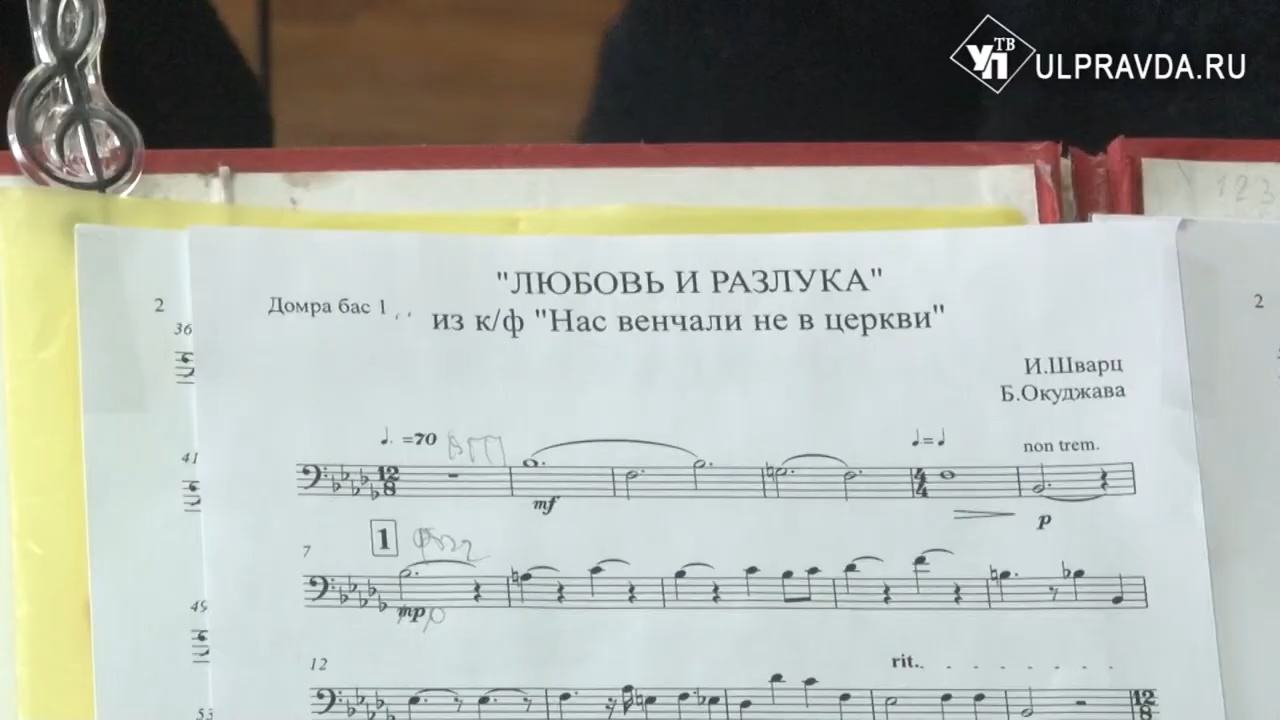 УП ТВ ULPRAVDA.RU
123
"ЛЮБОВЬ И РАЗЛУКА"
Домра бас 1
из к/ф "Нас венчали не в церкви"
И.Шварц
Б.Окуджава
2
2
36
♩. =70
♩=♩
non trem.
12
8
4
4
mf
p
41
1
7
mp p
49
12
rit.
12
8
53